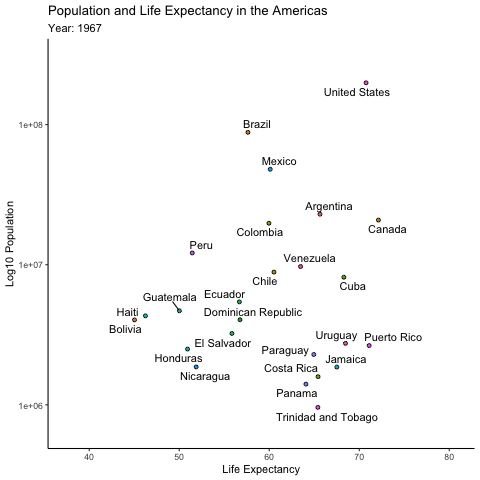 Population and Life Expectancy in the Americas
Year: 1967
United States
1e+08
Brazil
Mexico
Argentina
Canada
Colombia
Peru
Log10 Population
Venezuela
1e+07
Chile
Cuba
Guatemala
Ecuador
Haiti
Dominican Republic
Bolivia
El Salvador
Uruguay
Puerto Rico
Honduras
Paraguay
Jamaica
Nicaragua
Costa Rica
Panama
1e+06
Trinidad and Tobago
40 50 60 70 80
Life Expectancy